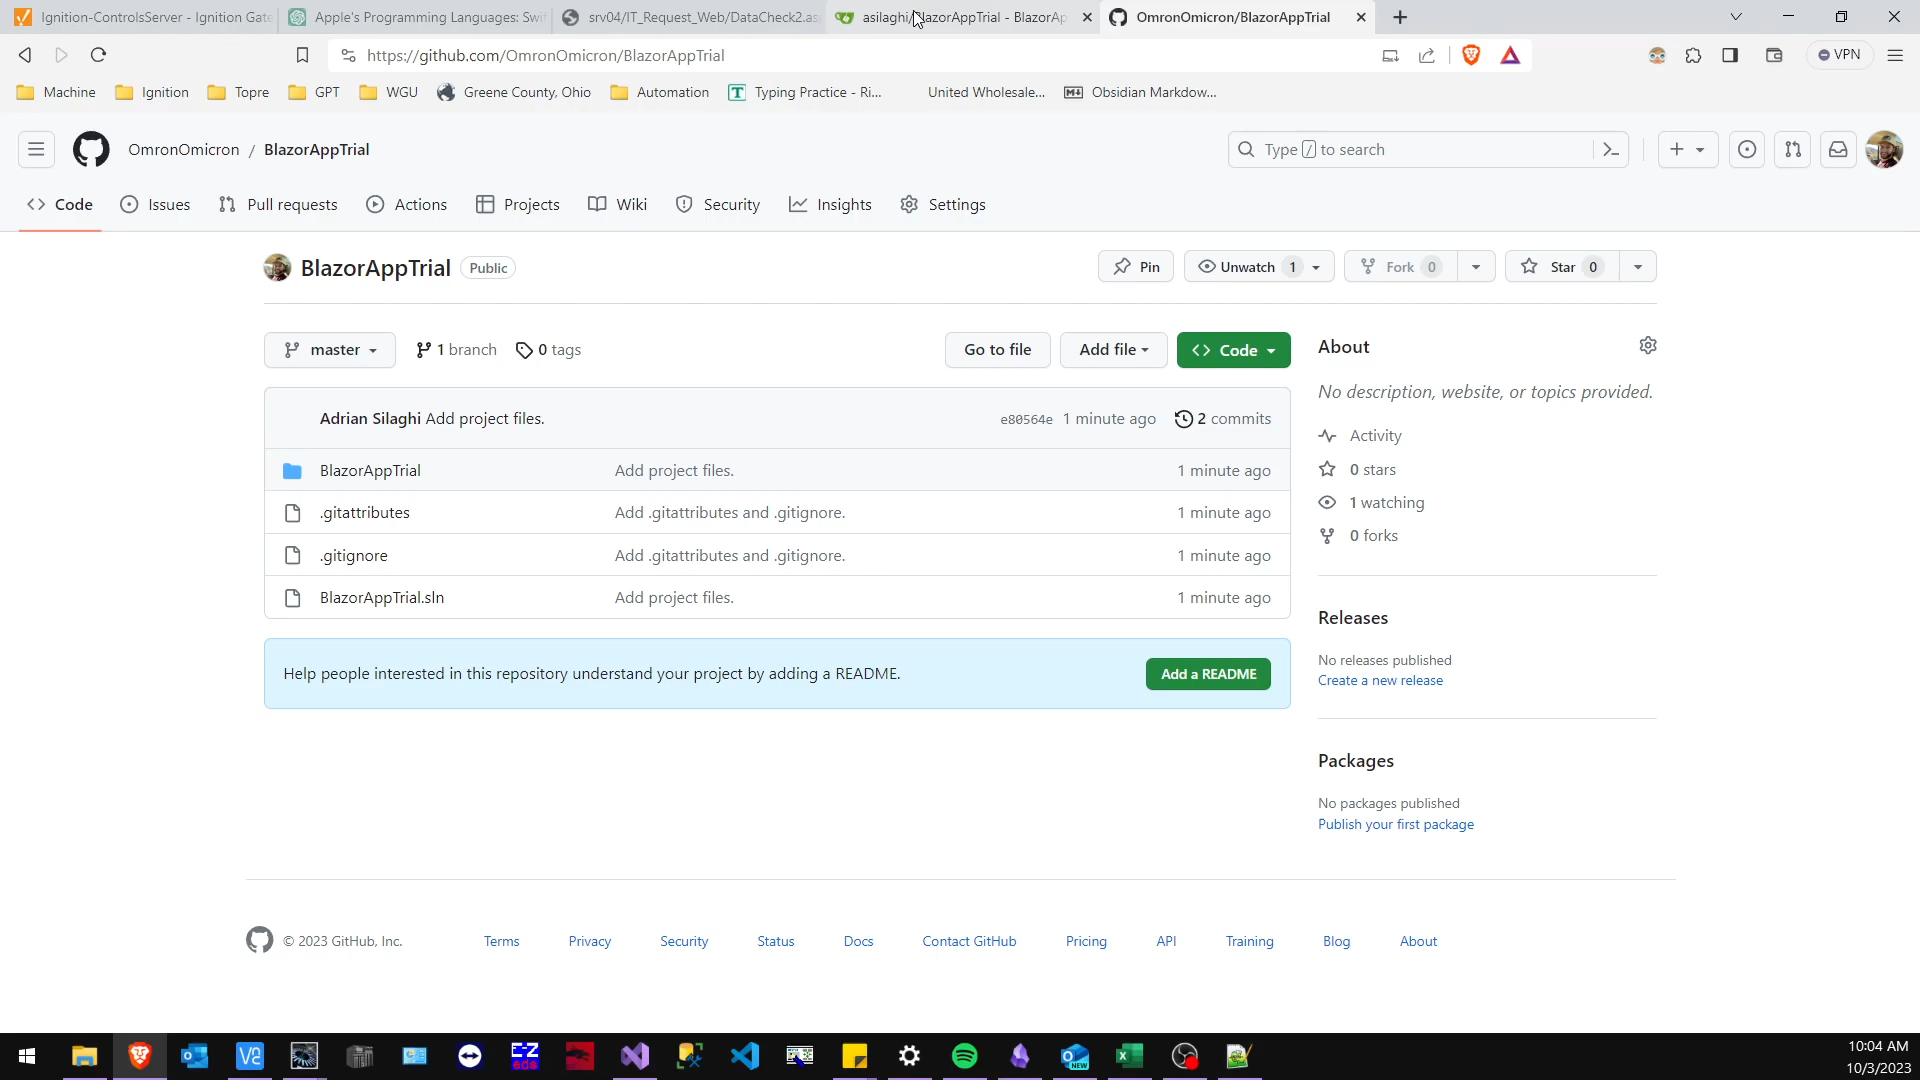 Ignition-ControlsServer - Ignition Gate
Apple's Programming Languages: Swif
srv04/IT_Request_Web/DataCheck2.as
asilaghi/BlazorAppTrial - BlazorAp
OmronOmicron/BlazorAppTrial
https://github.com/OmronOmicron/BlazorAppTrial
VPN
Machine
Ignition
Topre
GPT
WGU
Greene County, Ohio
Automation
Typing Practice - Ri...
United Wholesale...
Obsidian Markdow...
OmronOmicron / BlazorAppTrial
Type / to search
Code
Issues
Pull requests
Actions
Projects
Wiki
Security
Insights
Settings
BlazorAppTrial Public
Pin
Unwatch 1
Fork 0
Star 0
master
1 branch
0 tags
Go to file
Add file
Code
Adrian Silaghi Add project files.
e80564e 1 minute ago
2 commits
BlazorAppTrial Add project files. 1 minute ago
.gitattributes Add .gitattributes and .gitignore. 1 minute ago
.gitignore Add .gitattributes and .gitignore. 1 minute ago
BlazorAppTrial.sln Add project files. 1 minute ago
Help people interested in this repository understand your project by adding a README.
Add a README
About
No description, website, or topics provided.
Activity
0 stars
1 watching
0 forks
Releases
No releases published
Create a new release
Packages
No packages published
Publish your first package
© 2023 GitHub, Inc.
Terms
Privacy
Security
Status
Docs
Contact GitHub
Pricing
API
Training
Blog
About
10:04 AM
10/3/2023